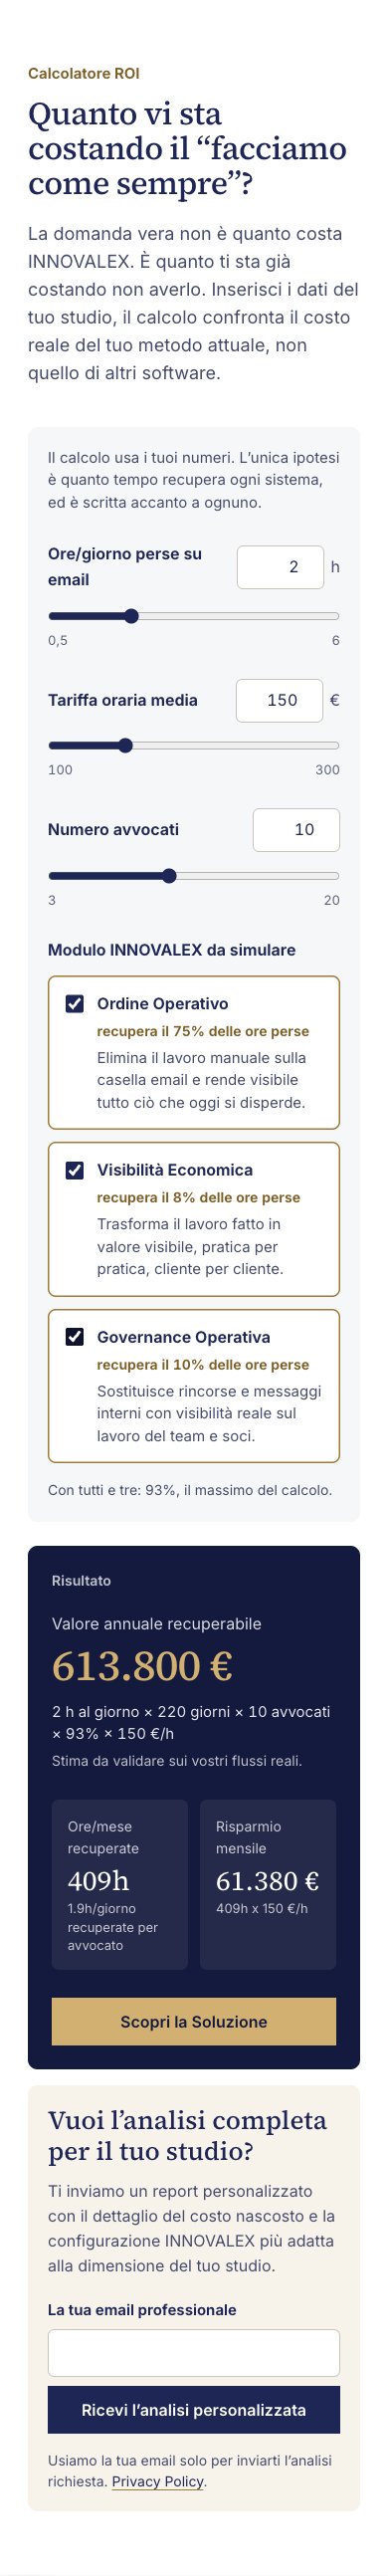 Calcolatore ROI
Quanto vi sta
costando il “facciamo
come sempre”?
La domanda vera non è quanto costa
INNOVALEX. È quanto ti sta già
costando non averlo. Inserisci i dati del
tuo studio, il calcolo confronta il costo
reale del tuo metodo attuale, non
quello di altri software.
Il calcolo usa i tuoi numeri. L’unica ipotesi
è quanto tempo recupera ogni sistema,
ed è scritta accanto a ognuno.
Ore/giorno perse su
email
2 h
0,5 6
Tariffa oraria media 150 €
100 300
Numero avvocati 10
3 20
Modulo INNOVALEX da simulare
Ordine Operativo
recupera il 75% delle ore perse
Elimina il lavoro manuale sulla
casella email e rende visibile
tutto ciò che oggi si disperde.
Visibilità Economica
recupera il 8% delle ore perse
Trasforma il lavoro fatto in
valore visibile, pratica per
pratica, cliente per cliente.
Governance Operativa
recupera il 10% delle ore perse
Sostituisce rincorse e messaggi
interni con visibilità reale sul
lavoro del team e soci.
Con tutti e tre: 93%, il massimo del calcolo.
Risultato
Valore annuale recuperabile
613.800 €
2 h al giorno × 220 giorni × 10 avvocati
× 93% × 150 €/h
Stima da validare sui vostri flussi reali.
Ore/mese
recuperate
409h
1.9h/giorno
recuperate per
avvocato
Risparmio
mensile
61.380 €
409h x 150 €/h
Scopri la Soluzione
Vuoi l’analisi completa
per il tuo studio?
Ti inviamo un report personalizzato
con il dettaglio del costo nascosto e la
configurazione INNOVALEX più adatta
alla dimensione del tuo studio.
La tua email professionale
Ricevi l’analisi personalizzata
Usiamo la tua email solo per inviarti l’analisi
richiesta. Privacy Policy.